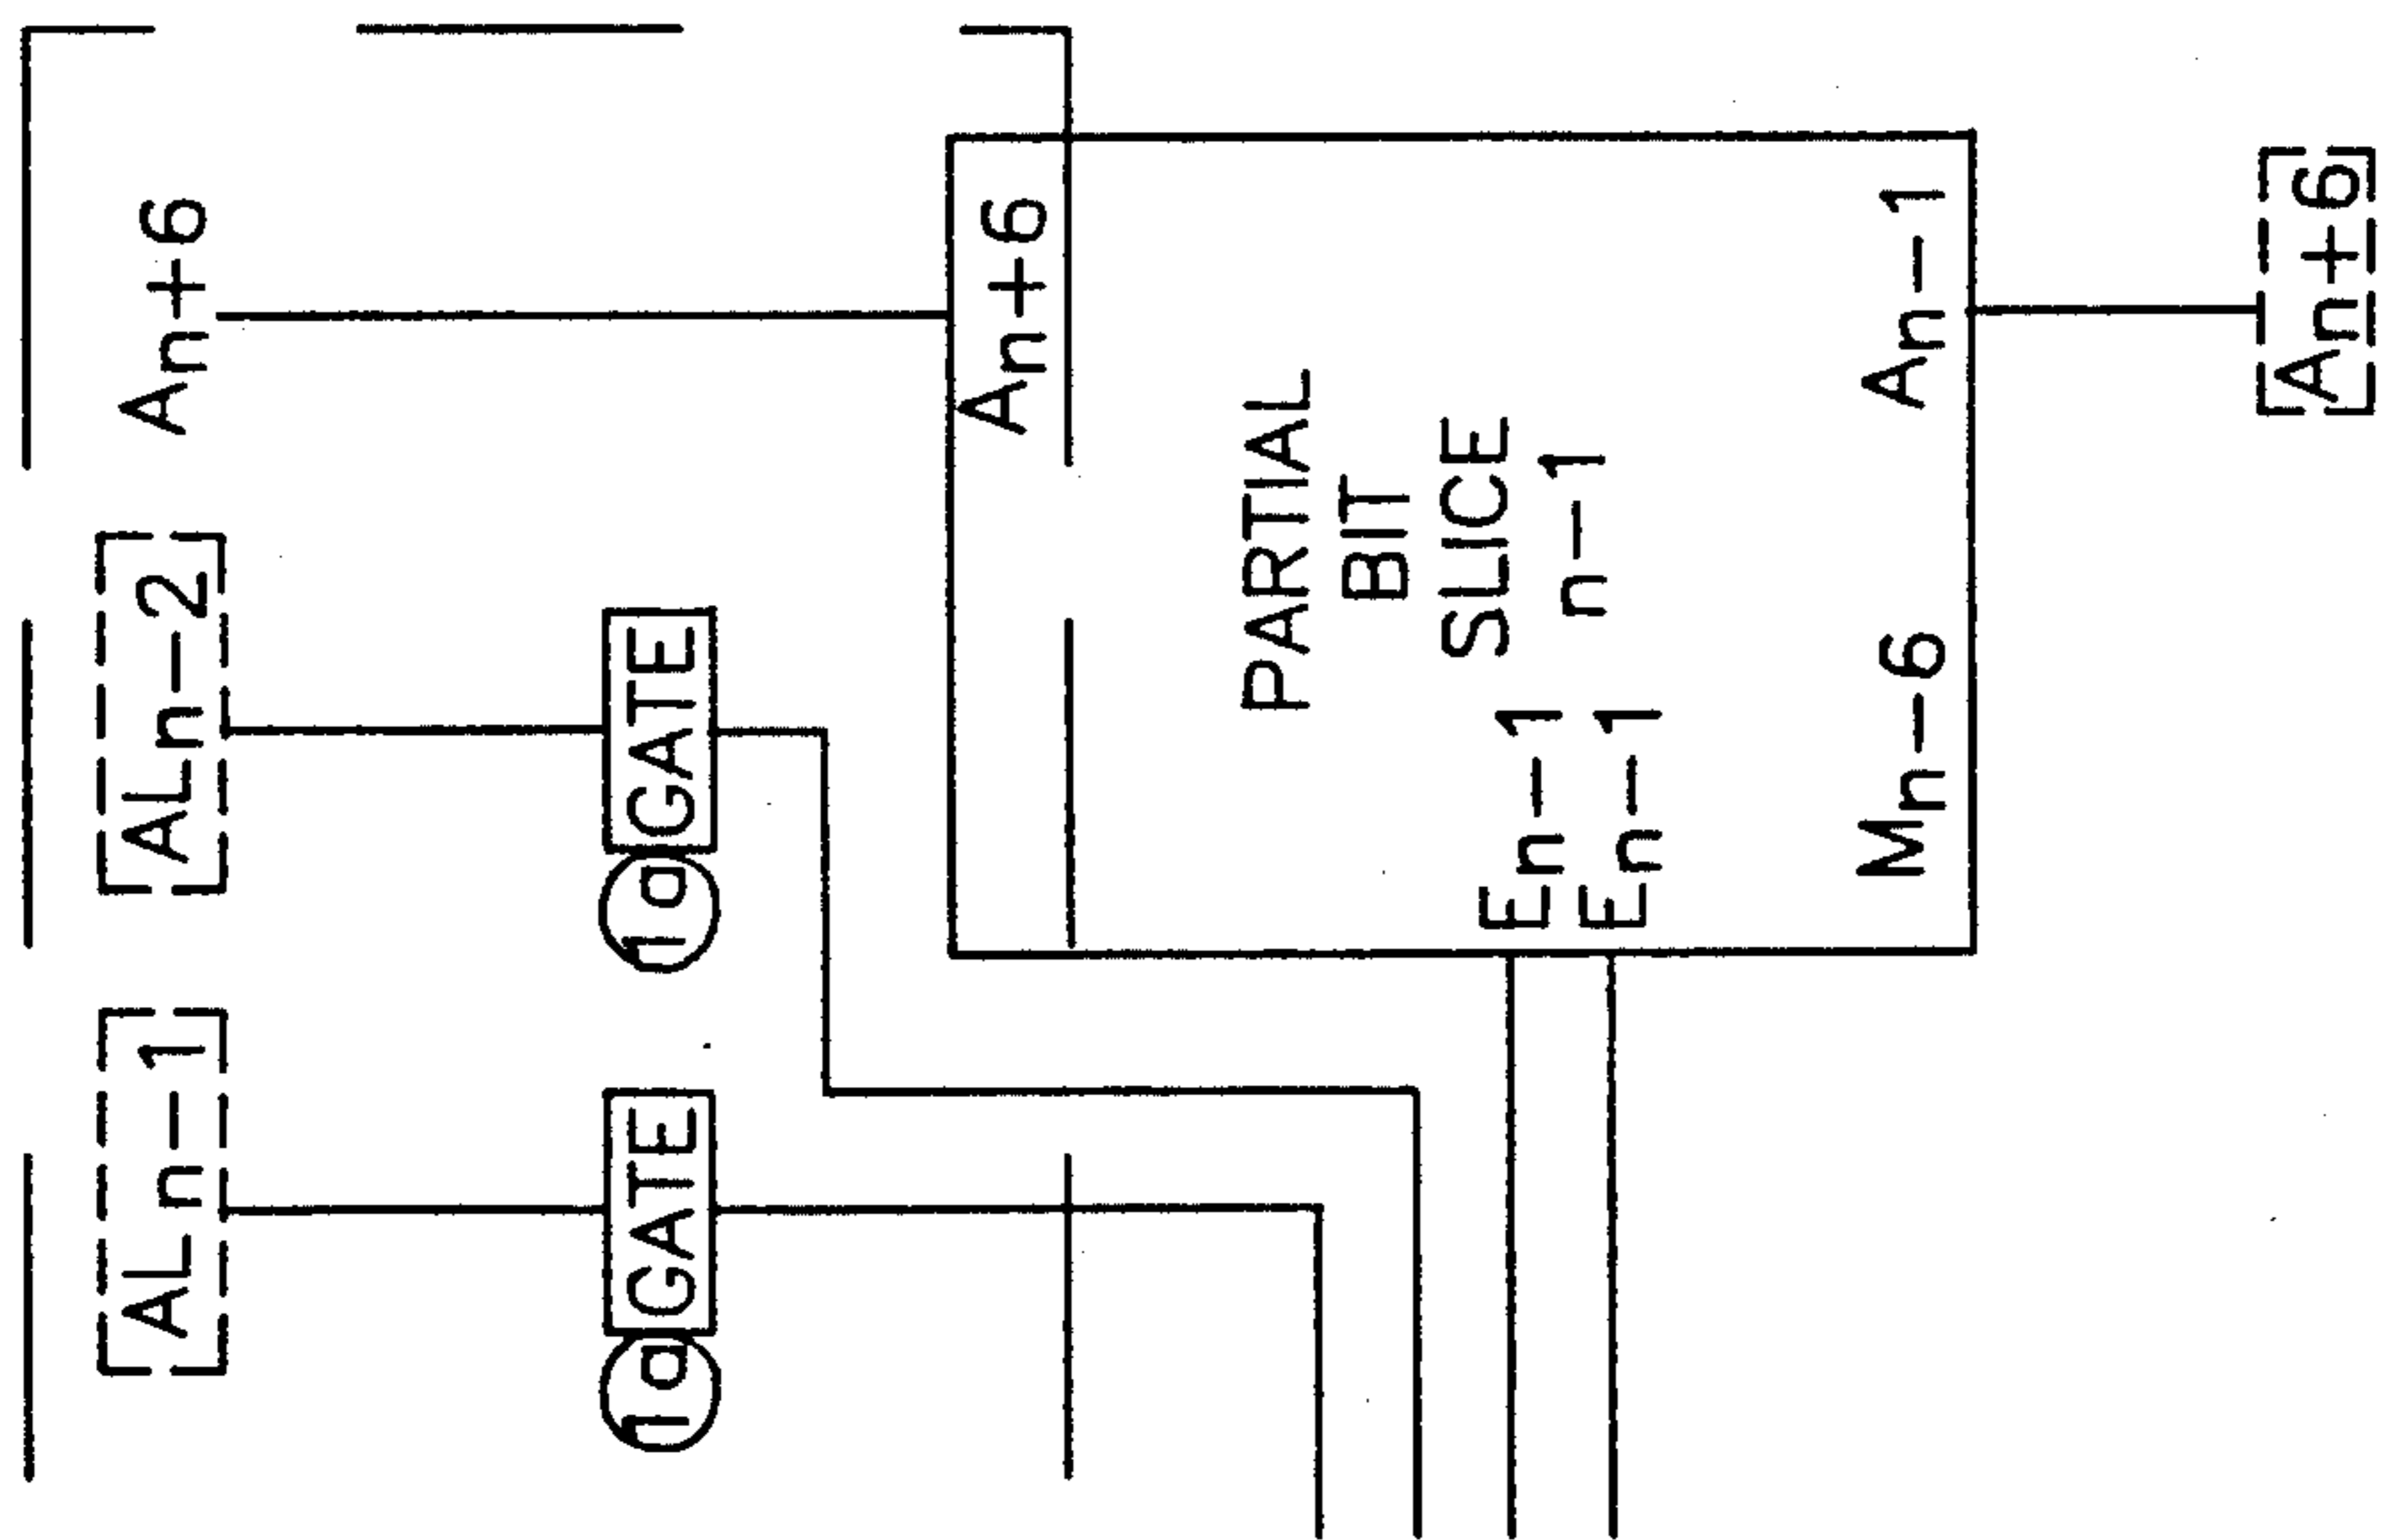 ALn−1
ALn−2
An+6
1a GATE
1a GATE
An+6
PARTIAL
BIT
SLICE
n−1
En−1
En−1
Mn−6
An−1
An+6